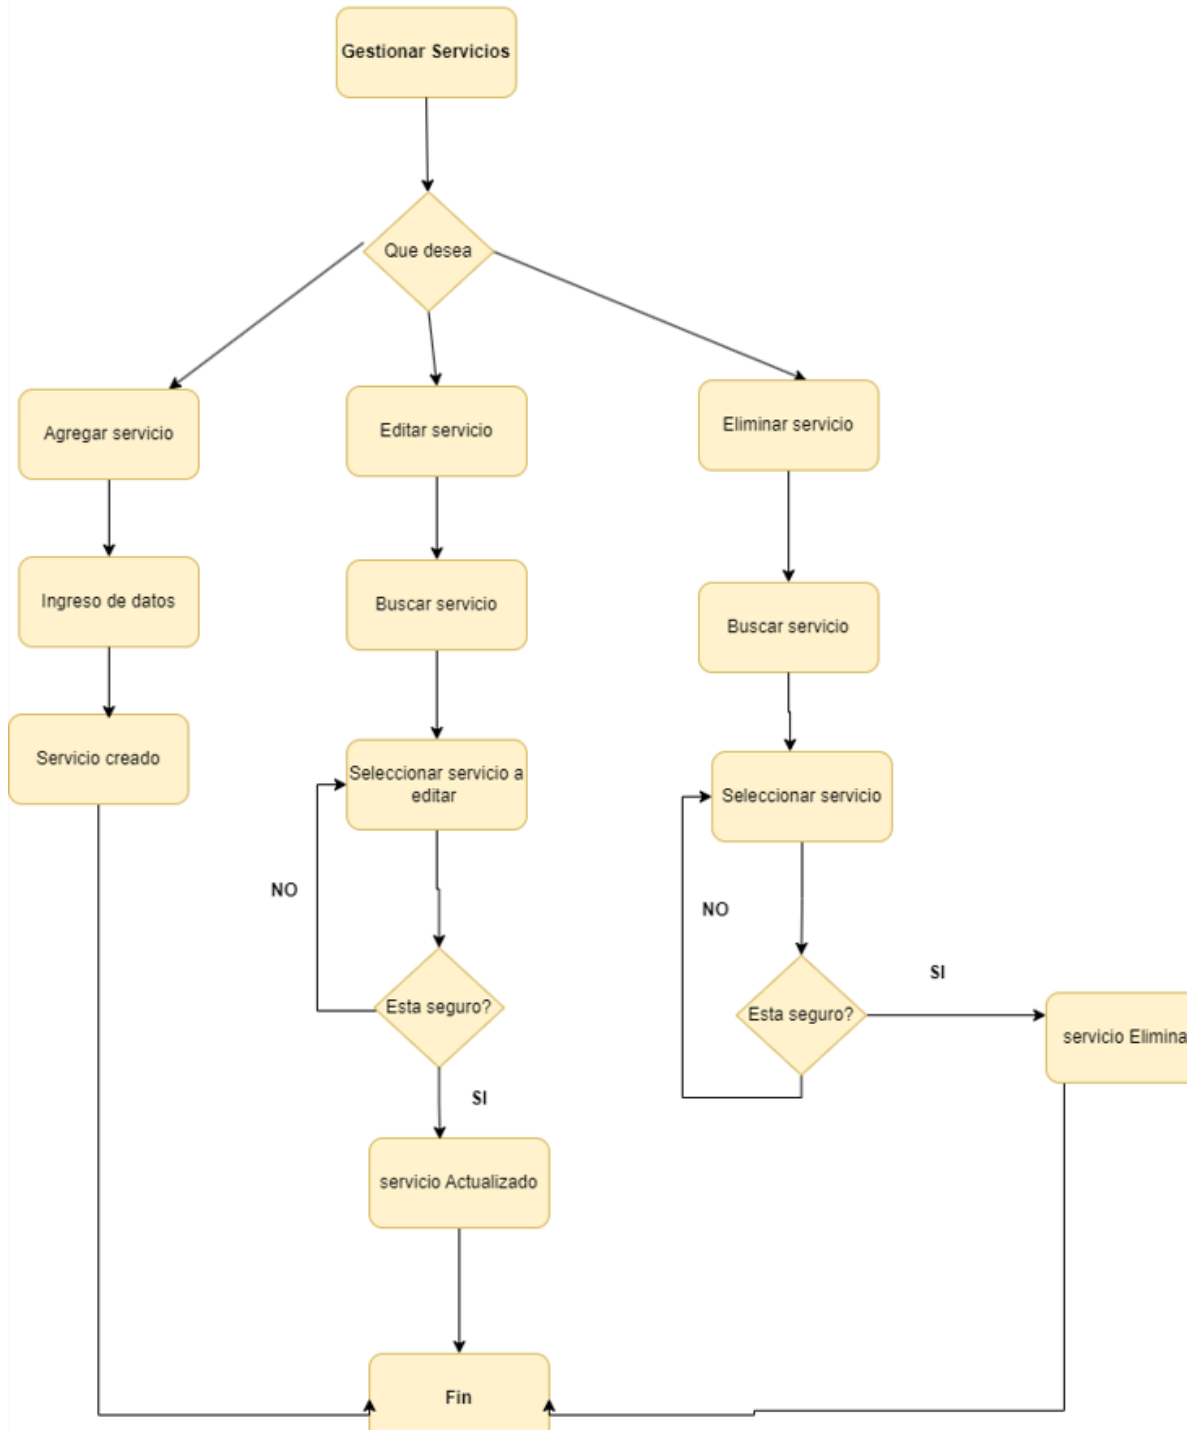 Gestionar Servicios
Que desea
Agregar servicio
Editar servicio
Eliminar servicio
Ingreso de datos
Buscar servicio
Buscar servicio
Servicio creado
Seleccionar servicio a
editar
Seleccionar servicio
NO
NO
Esta seguro?
Esta seguro?
SI
servicio Elimina
SI
servicio Actualizado
Fin